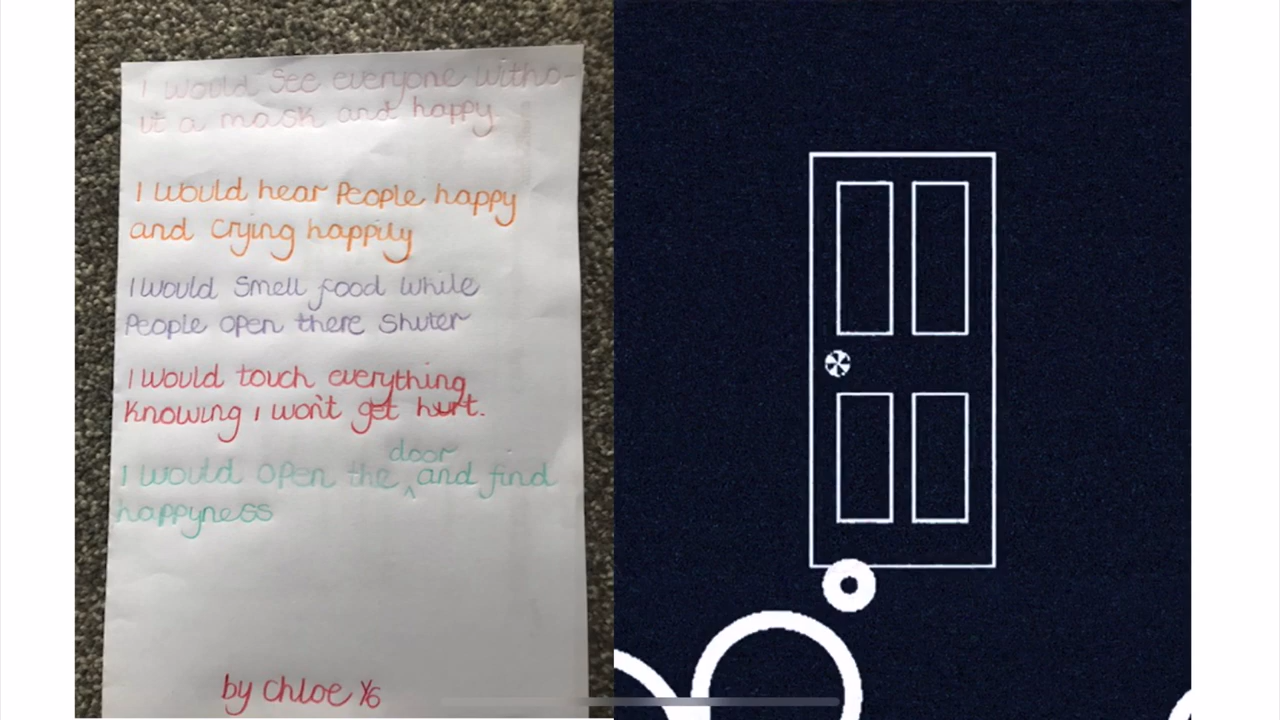 I would see everyone witho-
ut a mask and happy.
I would hear People happy
and crying happily
I would smell food while
People open there shuter
I would touch everything
knowing I won't get hurt.
I would open the door and find
happyness
by Chloe Y6